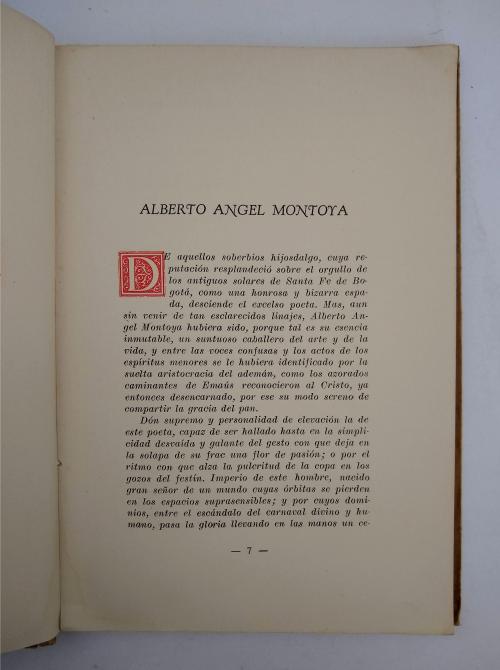 ALBERTO ANGEL MONTOYA
DE aquellos soberbios hijosdalgo, cuya re-
putación resplandeció sobre el orgullo de
los antiguos solares de Santa Fe de Bo-
gotá, como una honrosa y bizarra espa-
da, desciende el excelso poeta. Mas, aun
sin venir de tan esclarecidos linajes, Alberto An-
gel Montoya hubiera sido, porque tal es su esencia
inmutable, un suntuoso caballero del arte y de la
vida, y entre las voces confusas y los actos de los
espíritus menores se le hubiera identificado por la
suelta aristocracia del ademán, como los azorados
caminantes de Emaús reconocieron al Cristo, ya
entonces desencarnado, por ese su modo sereno de
compartir la gracia del pan.
Dón supremo y personalidad de elevación la de
este poeta, capaz de ser hallado hasta en la simpli-
cidad desvaída y galante del gesto con que deja en
la solapa de su frac una flor de pasión; o por el
ritmo con que alza la pulcritud de la copa en los
gozos del festín. Imperio de este hombre, nacido
gran señor de un mundo cuyas órbitas se pierden
en los espacios suprasensibles; y por cuyos domi-
nios, entre el escándalo del carnaval divino y hu-
mano, pasa la gloria llevando en las manos un ce-
— 7 —